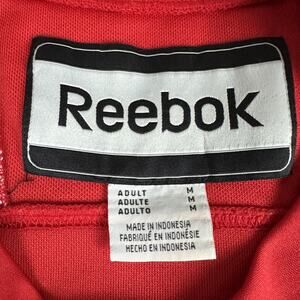 Reebok
ADULT M
ADULTE M
ADULTO M
MADE IN INDONESIA
FABRIQUÉ EN INDONÉSIE
HECHO EN INDONESIA